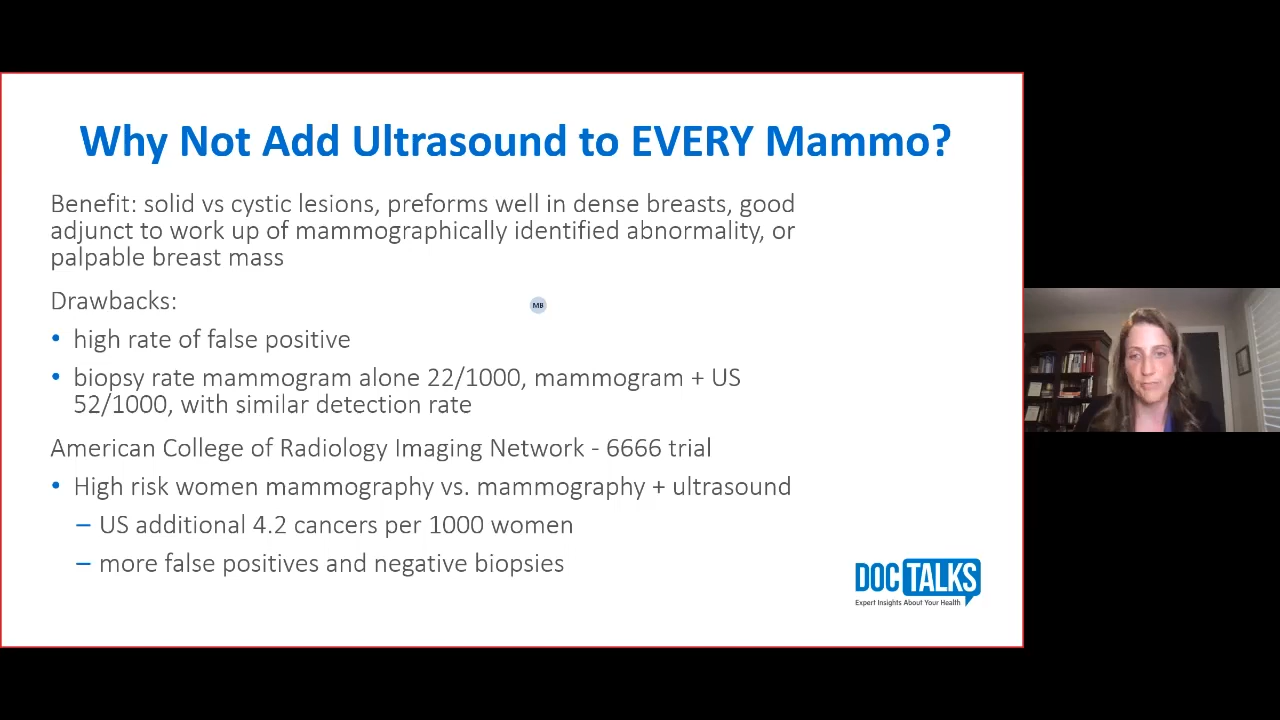 Why Not Add Ultrasound to EVERY Mammo?
Benefit: solid vs cystic lesions, preforms well in dense breasts, good
adjunct to work up of mammographically identified abnormality, or
palpable breast mass
Drawbacks:
MB
• high rate of false positive
• biopsy rate mammogram alone 22/1000, mammogram + US
52/1000, with similar detection rate
American College of Radiology Imaging Network - 6666 trial
• High risk women mammography vs. mammography + ultrasound
– US additional 4.2 cancers per 1000 women
– more false positives and negative biopsies
DOC TALKS
Expert Insights About Your Health